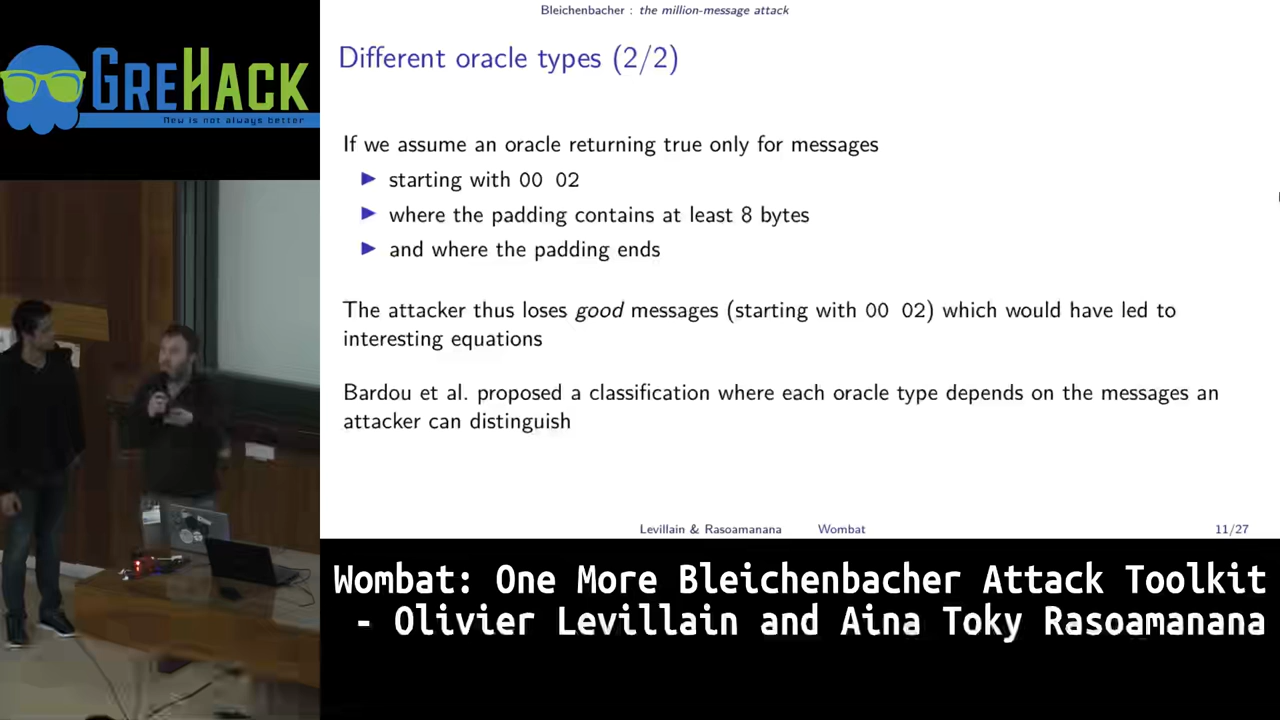 Bleichenbacher : the million-message attack
GREHACK
New is not always better
Different oracle types (2/2)
If we assume an oracle returning true only for messages
starting with 00 02
where the padding contains at least 8 bytes
and where the padding ends
The attacker thus loses good messages (starting with 00 02) which would have led to
interesting equations
Bardou et al. proposed a classification where each oracle type depends on the messages an
attacker can distinguish
Levillain & Rasoamanana Wombat 11/27
Wombat: One More Bleichenbacher Attack Toolkit
- Olivier Levillain and Aina Toky Rasoamanana